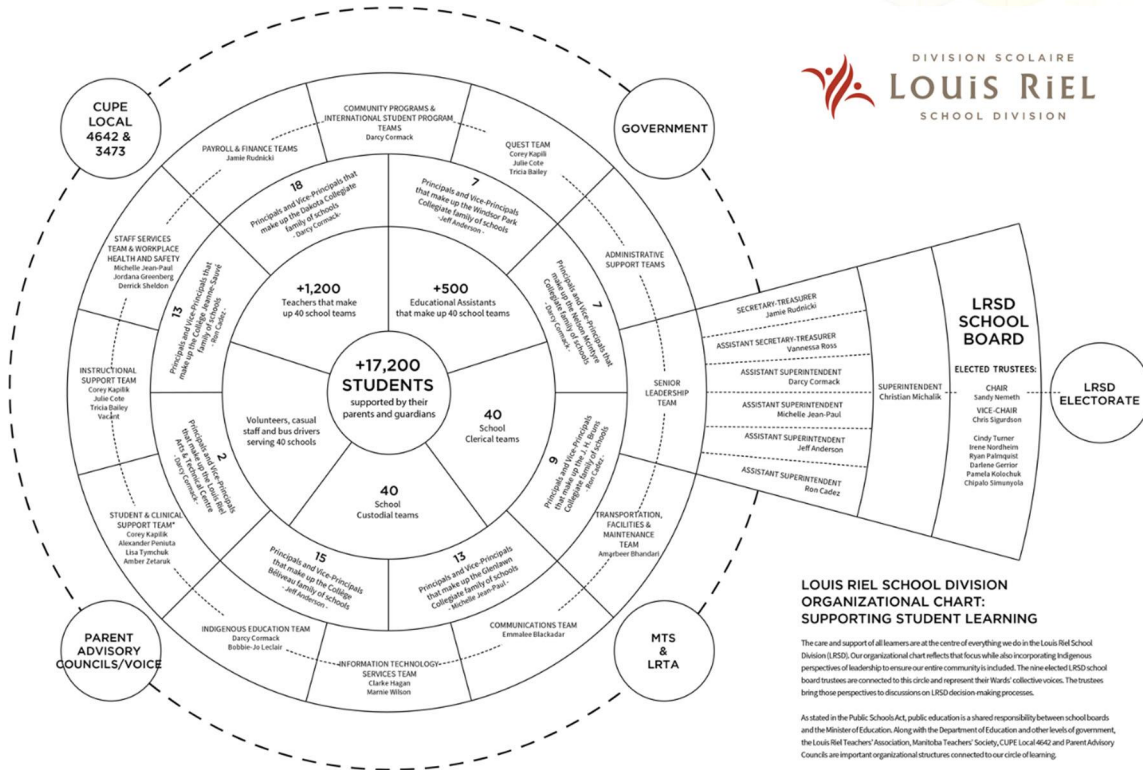 DIVISION SCOLAIRE
LOUiS RiEL
SCHOOL DIVISION
CUPE
LOCAL
4642 &
3473
GOVERNMENT
PARENT
ADVISORY
COUNCILS/VOICE
MTS
&
LRTA
COMMUNITY PROGRAMS &
INTERNATIONAL STUDENT PROGRAM
TEAMS
Darcy Cormack
QUEST TEAM
Corey Kapili
Julie Cote
Tricia Bailey
ADMINISTRATIVE
SUPPORT TEAMS
SENIOR
LEADERSHIP
TEAM
TRANSPORTATION,
FACILITIES &
MAINTENANCE
TEAM
Amarbeer Bhandari
COMMUNICATIONS TEAM
Emmalee Blackadar
INFORMATION TECHNOLOGY
SERVICES TEAM
Clarke Hagan
Marnie Wilson
INDIGENOUS EDUCATION TEAM
Darcy Cormack
Bobbie-Jo Leclair
STUDENT & CLINICAL
SUPPORT TEAM*
Corey Kapilik
Alexander Peniuta
Lisa Tymchuk
Amber Zetaruk
INSTRUCTIONAL
SUPPORT TEAM
Corey Kapilik
Julie Cote
Tricia Bailey
Vacant
STAFF SERVICES
TEAM & WORKPLACE
HEALTH AND SAFETY
Michelle Jean-Paul
Jordana Greenberg
Derrick Sheldon
PAYROLL & FINANCE TEAMS
Jamie Rudnicki
18
Principals and Vice-Principals that
make up the Dakota Collegiate
family of schools
- Darcy Cormack-
7
Principals and Vice-Principals
that make up the Windsor Park
Collegiate family of schools
-Jeff Anderson -
7
Principals and Vice-Principals that
make up the Nelson McIntyre
Collegiate family of schools
- Darcy Cormack -
9
Principals and Vice-Principals
that make up the J. H. Bruns
Collegiate family of schools
- Ron Cadez -
13
Principals and Vice-Principals
that make up the Glenlawn
Collegiate family of schools
- Michelle Jean-Paul -
15
Principals and Vice-Principals
that make up the Collège
Béliveau family of schools
- Jeff Anderson -
2
Principals and Vice-Principals
that make up the Louis Riel
Arts & Technical Centre
- Darcy Cormack -
13
Principals and Vice-Principals that
make up the Collège Jeanne-Sauvé
family of schools
- Ron Cadez -
+1,200
Teachers that make
up 40 school teams
+500
Educational Assistants
that make up 40 school teams
40
School
Clerical teams
40
School
Custodial teams
Volunteers, casual
staff and bus drivers
serving 40 schools
+17,200
STUDENTS
supported by their
parents and guardians
SECRETARY-TREASURER
Jamie Rudnicki
ASSISTANT SECRETARY-TREASURER
Vannessa Ross
ASSISTANT SUPERINTENDENT
Darcy Cormack
ASSISTANT SUPERINTENDENT
Michelle Jean-Paul
ASSISTANT SUPERINTENDENT
Jeff Anderson
ASSISTANT SUPERINTENDENT
Ron Cadez
SUPERINTENDENT
Christian Michalik
LRSD
SCHOOL
BOARD
ELECTED TRUSTEES:
CHAIR
Sandy Nemeth
VICE-CHAIR
Chris Sigurdson
Cindy Turner
Irene Nordheim
Ryan Palmquist
Darlene Gerrior
Pamela Kolochuk
Chipalo Simunyola
LRSD
ELECTORATE
LOUIS RIEL SCHOOL DIVISION
ORGANIZATIONAL CHART:
SUPPORTING STUDENT LEARNING
The care and support of all learners are at the centre of everything we do in the Louis Riel School
Division (LRSD). Our organizational chart reflects that focus while also incorporating Indigenous
perspectives of leadership to ensure our entire community is included. The nine elected LRSD school
board trustees are connected to this circle and represent their Wards' collective voices. The trustees
bring those perspectives to discussions on LRSD decision-making processes.
As stated in the Public Schools Act, public education is a shared responsibility between school boards
and the Minister of Education. Along with the Department of Education and other levels of government,
the Louis Riel Teachers' Association, Manitoba Teachers' Society, CUPE Local 4642 and Parent Advisory
Councils are important organizational structures connected to our circle of learning.